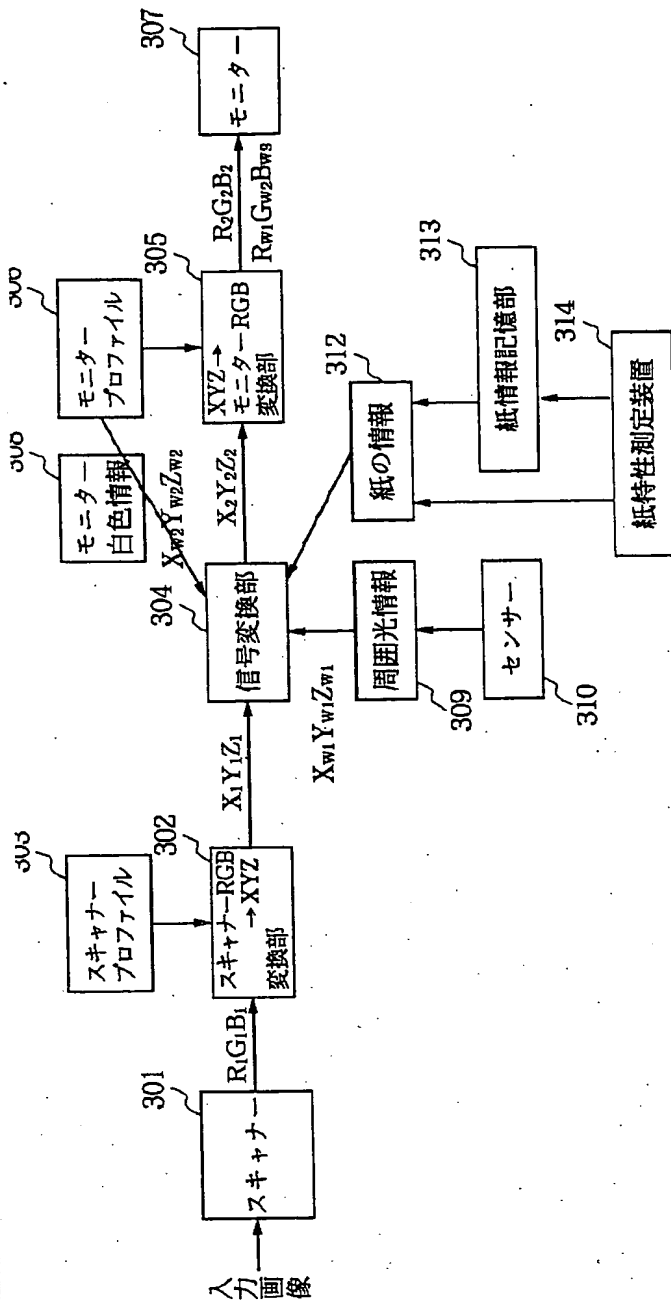 入力画像
301
スキャナー
R₁G₁B₁
スキャナー
プロファイル
302
スキャナーRGB
→XYZ
変換部
X₁Y₁Z₁
304
信号変換部
モニター
白色情報
モニター
プロファイル
Xw₂Yw₂Zw₂
X₂Y₂Z₂
305
XYZ→
モニターRGB
変換部
R₂G₂B₂
Rw₁Gw₂Bw₃
307
モニター
Xw₁Yw₁Zw₁
周囲光情報
309
センサー
310
312
紙の情報
313
紙情報記憶部
314
紙特性測定装置